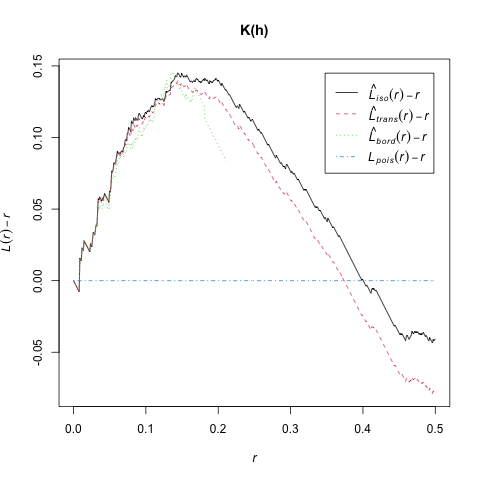 K(h)
L̂iso(r) − r
L̂trans(r) − r
L̂bord(r) − r
Lpois(r) − r
L(r) − r
0.15
0.10
0.05
0.00
-0.05
0.0 0.1 0.2 0.3 0.4 0.5
r